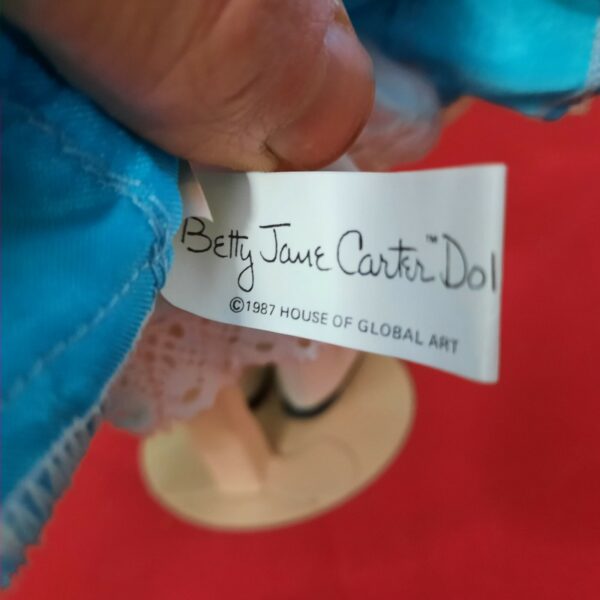 Betty Jane Carter™ Dol
©1987 HOUSE OF GLOBAL ART